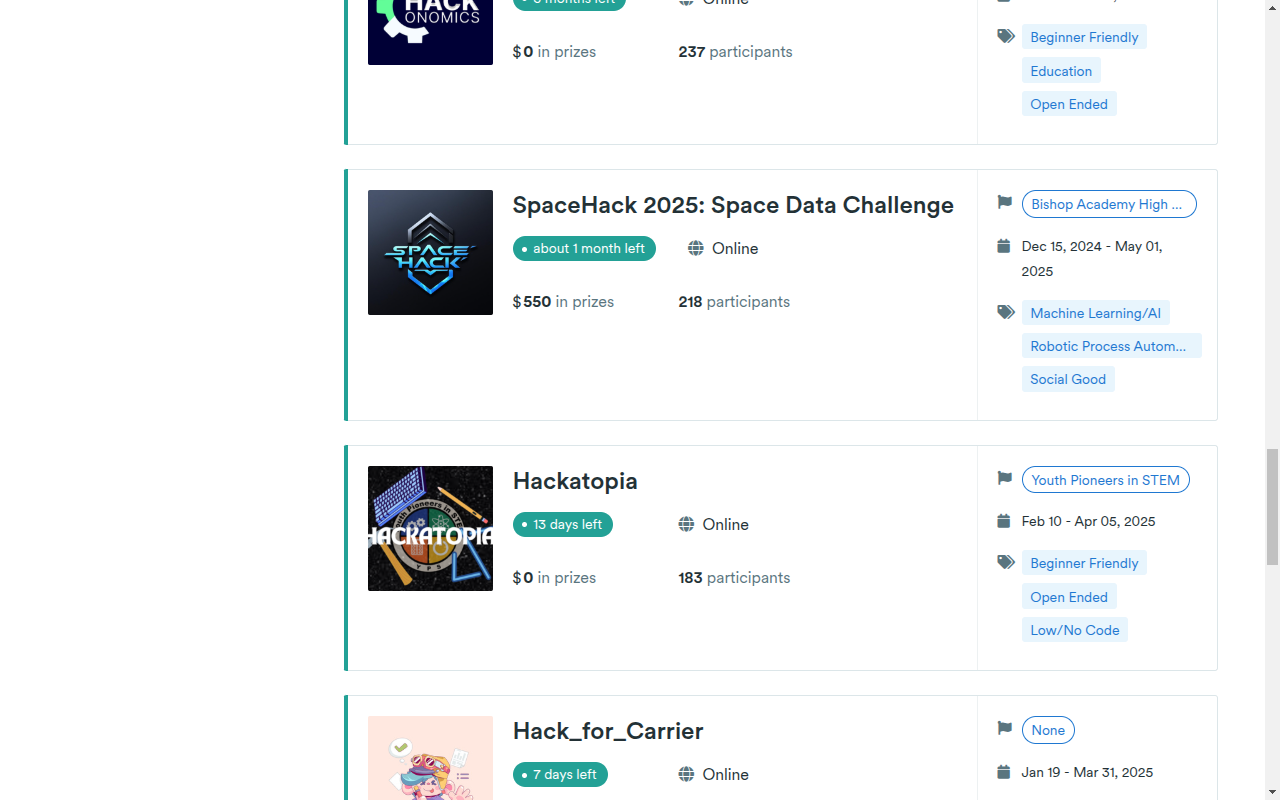 HACK
ONOMICS
$0 in prizes
237 participants
Beginner Friendly
Education
Open Ended
SPACE
HACK
SpaceHack 2025: Space Data Challenge
about 1 month left
Online
$550 in prizes
218 participants
Bishop Academy High ...
Dec 15, 2024 - May 01,
2025
Machine Learning/AI
Robotic Process Autom...
Social Good
HACKATOPIA
Hackatopia
13 days left
Online
$0 in prizes
183 participants
Youth Pioneers in STEM
Feb 10 - Apr 05, 2025
Beginner Friendly
Open Ended
Low/No Code
Hack_for_Carrier
7 days left
Online
None
Jan 19 - Mar 31, 2025